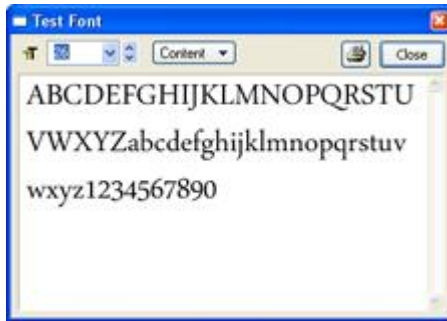 Test Font
Content
Close
ABCDEFGHIJKLMNOPQRSTU
VWXYZabcdefghijklmnopqrstuv
wxyz1234567890